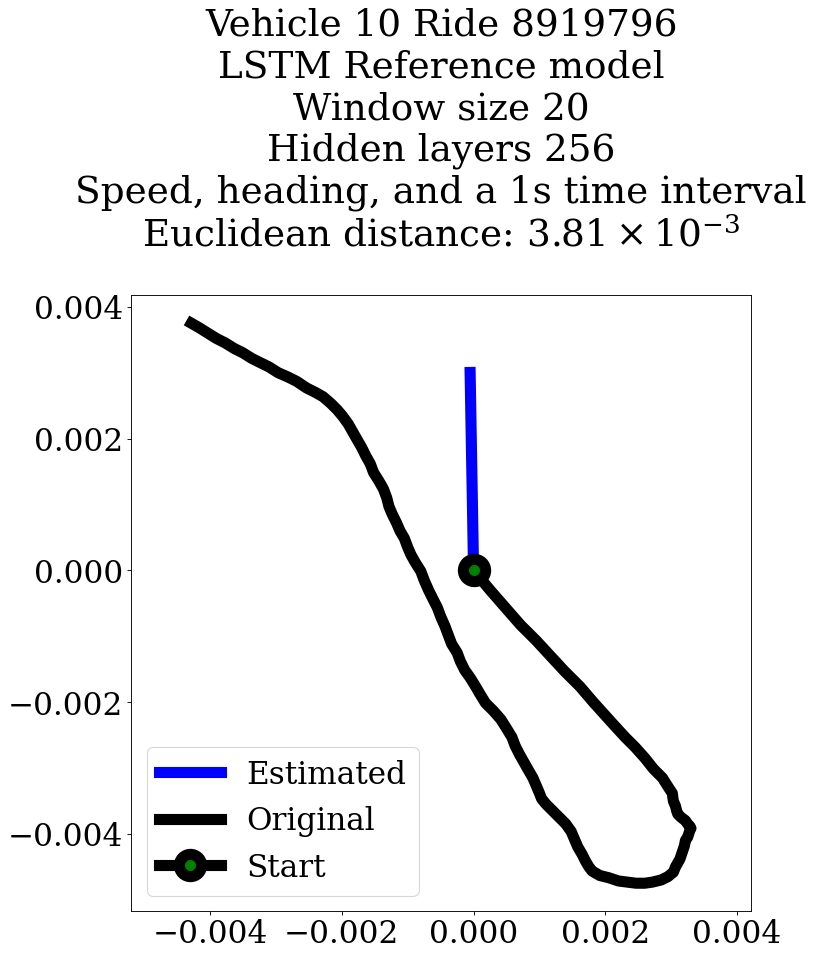 Vehicle 10 Ride 8919796
LSTM Reference model
Window size 20
Hidden layers 256
Speed, heading, and a 1s time interval
Euclidean distance: 3.81 × 10⁻³
0.004
0.002
0.000
−0.002
−0.004
Estimated
Original
Start
−0.004 −0.002 0.000 0.002 0.004